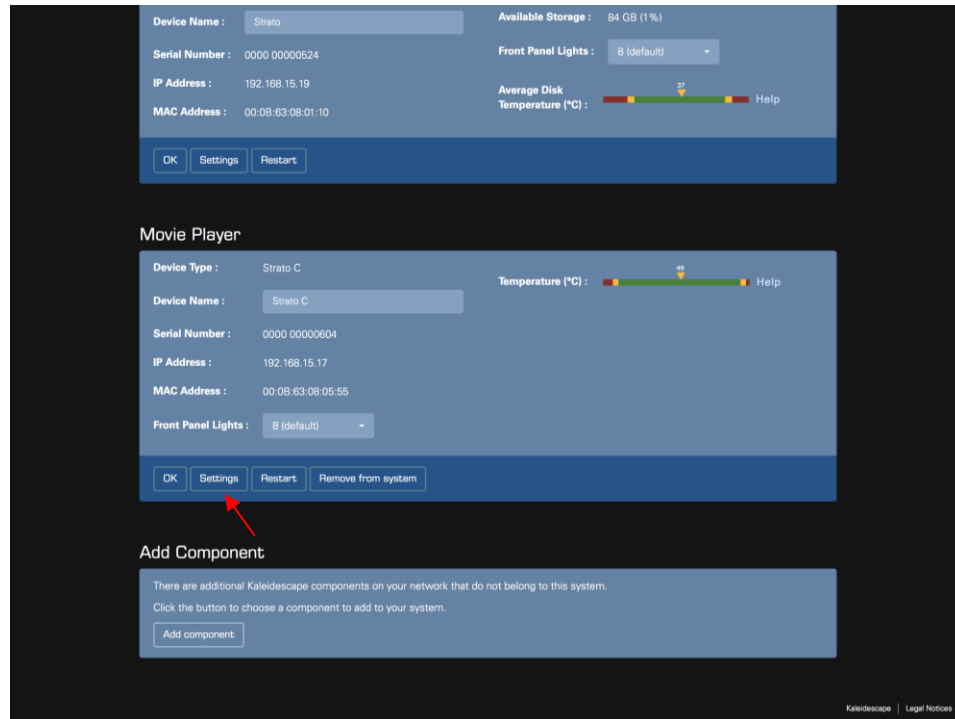 Device Name : Strato
Available Storage : 84 GB (1%)
Serial Number : 0000 00000524
Front Panel Lights : 8 (default)
IP Address : 192.168.15.19
37
Average Disk
Temperature (°C) : Help
MAC Address : 00:0B:63:08:01:10
OK Settings Restart
Movie Player
Device Type : Strato C
49
Temperature (°C) : Help
Device Name : Strato C
Serial Number : 0000 00000604
IP Address : 192.168.15.17
MAC Address : 00:0B:63:08:05:55
Front Panel Lights : 8 (default)
OK Settings Restart Remove from system
Add Component
There are additional Kaleidescape components on your network that do not belong to this system.
Click the button to choose a component to add to your system.
Add component
Kaleidescape | Legal Notices